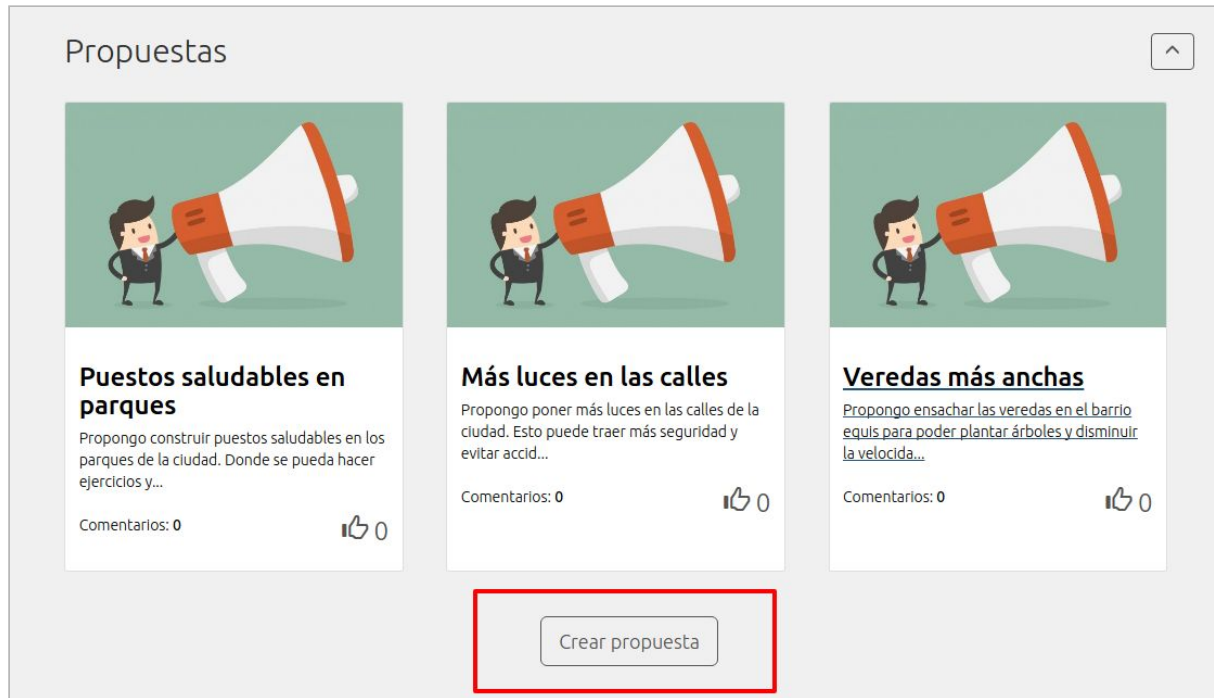 Propuestas
Puestos saludables en
parques
Propongo construir puestos saludables en los
parques de la ciudad. Donde se pueda hacer
ejercicios y...
Comentarios: 0
0
Más luces en las calles
Propongo poner más luces en las calles de la
ciudad. Esto puede traer más seguridad y
evitar accid...
Comentarios: 0
0
Veredas más anchas
Propongo ensachar las veredas en el barrio
equis para poder plantar árboles y disminuir
la velocida...
Comentarios: 0
0
Crear propuesta